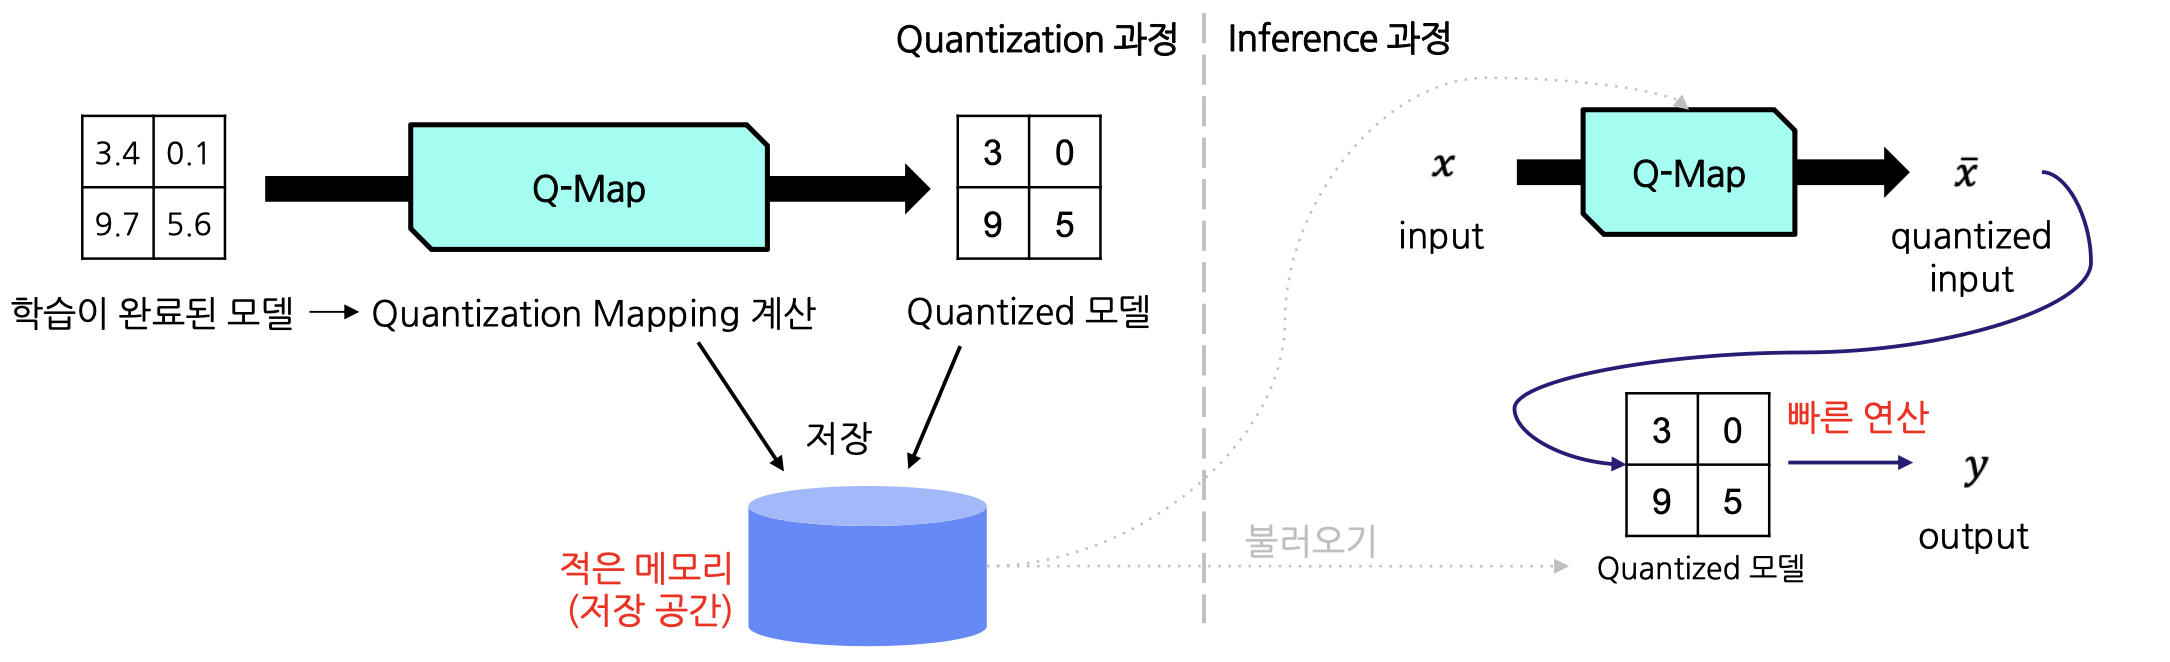 Quantization 과정
Inference 과정
3.4 0.1
9.7 5.6
Q-Map
3 0
9 5
학습이 완료된 모델
Quantization Mapping 계산
Quantized 모델
저장
적은 메모리
(저장 공간)
불러오기
x
input
Q-Map
x̄
quantized
input
3 0
9 5
Quantized 모델
빠른 연산
y
output